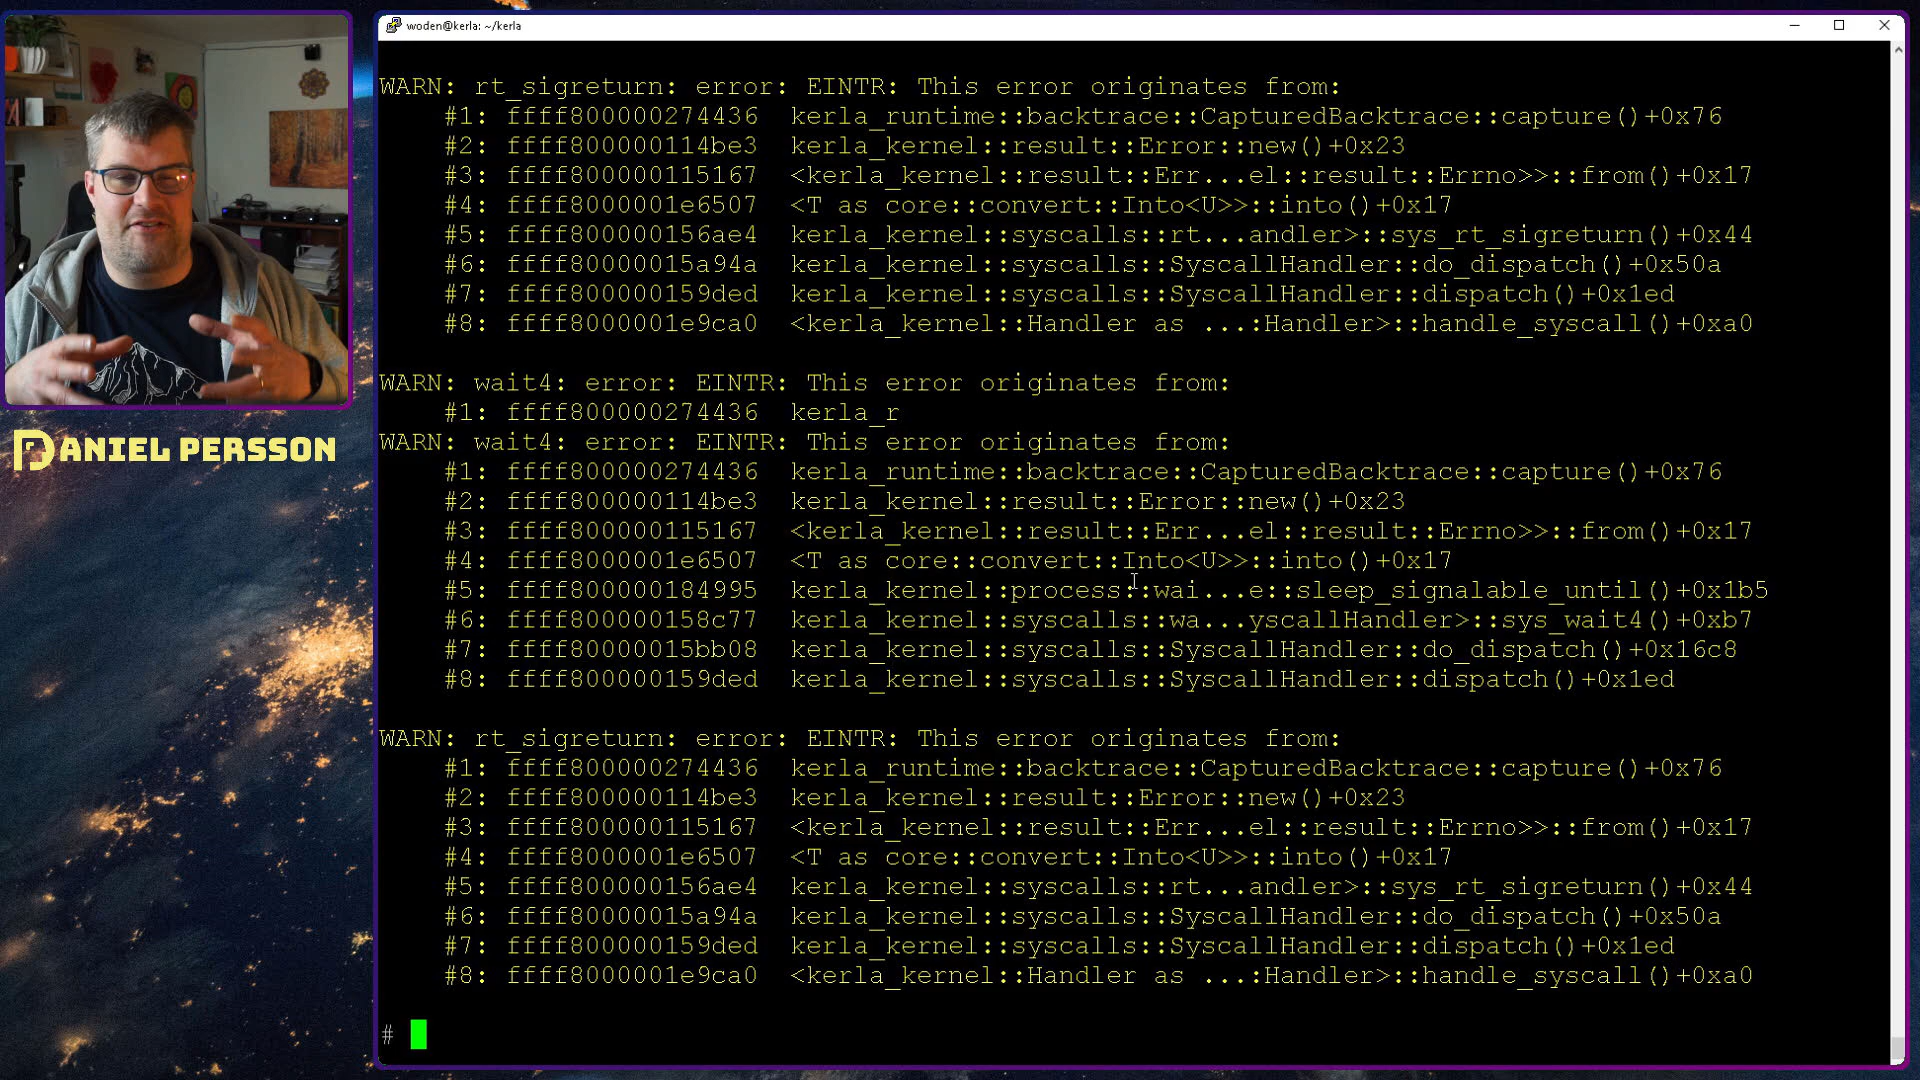 woden@kerla: ~/kerla
WARN: rt_sigreturn: error: EINTR: This error originates from:
#1: ffff800000274436 kerla_runtime::backtrace::CapturedBacktrace::capture()+0x76
#2: ffff800000114be3 kerla_kernel::result::Error::new()+0x23
#3: ffff800000115167 <kerla_kernel::result::Err...el::result::Errno>>::from()+0x17
#4: ffff8000001e6507 <T as core::convert::Into<U>>::into()+0x17
#5: ffff800000156ae4 kerla_kernel::syscalls::rt...andler>::sys_rt_sigreturn()+0x44
#6: ffff80000015a94a kerla_kernel::syscalls::SyscallHandler::do_dispatch()+0x50a
#7: ffff800000159ded kerla_kernel::syscalls::SyscallHandler::dispatch()+0x1ed
#8: ffff8000001e9ca0 <kerla_kernel::Handler as ...:Handler>::handle_syscall()+0xa0
WARN: wait4: error: EINTR: This error originates from:
#1: ffff800000274436 kerla_r
WARN: wait4: error: EINTR: This error originates from:
#1: ffff800000274436 kerla_runtime::backtrace::CapturedBacktrace::capture()+0x76
#2: ffff800000114be3 kerla_kernel::result::Error::new()+0x23
#3: ffff800000115167 <kerla_kernel::result::Err...el::result::Errno>>::from()+0x17
#4: ffff8000001e6507 <T as core::convert::Into<U>>::into()+0x17
#5: ffff800000184995 kerla_kernel::process::wai...e::sleep_signalable_until()+0x1b5
#6: ffff800000158c77 kerla_kernel::syscalls::wa...yscallHandler>::sys_wait4()+0xb7
#7: ffff80000015bb08 kerla_kernel::syscalls::SyscallHandler::do_dispatch()+0x16c8
#8: ffff800000159ded kerla_kernel::syscalls::SyscallHandler::dispatch()+0x1ed
WARN: rt_sigreturn: error: EINTR: This error originates from:
#1: ffff800000274436 kerla_runtime::backtrace::CapturedBacktrace::capture()+0x76
#2: ffff800000114be3 kerla_kernel::result::Error::new()+0x23
#3: ffff800000115167 <kerla_kernel::result::Err...el::result::Errno>>::from()+0x17
#4: ffff8000001e6507 <T as core::convert::Into<U>>::into()+0x17
#5: ffff800000156ae4 kerla_kernel::syscalls::rt...andler>::sys_rt_sigreturn()+0x44
#6: ffff80000015a94a kerla_kernel::syscalls::SyscallHandler::do_dispatch()+0x50a
#7: ffff800000159ded kerla_kernel::syscalls::SyscallHandler::dispatch()+0x1ed
#8: ffff8000001e9ca0 <kerla_kernel::Handler as ...:Handler>::handle_syscall()+0xa0
#
DANIEL PERSSON